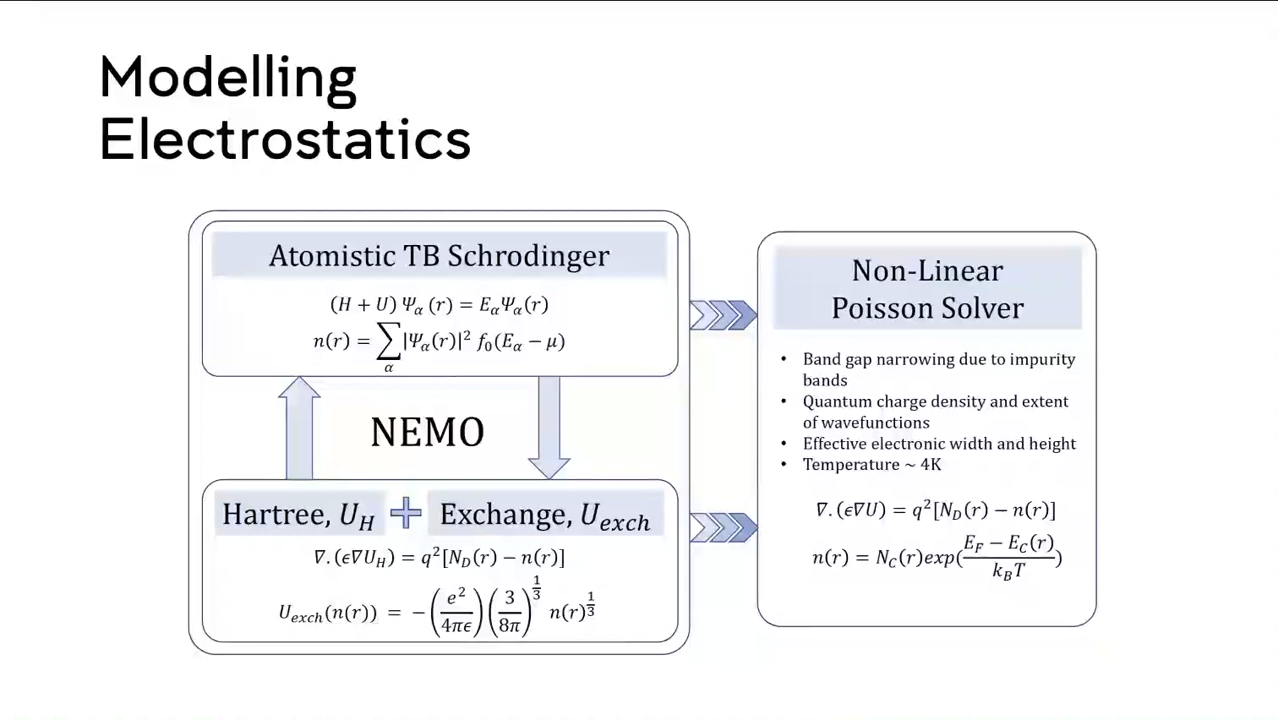 Modelling
Electrostatics
Atomistic TB Schrodinger
(H + U) Ψ_α (r) = E_αΨ_α(r)
n(r) = ∑_α |Ψ_α(r)|² f₀(E_α − μ)
NEMO
Hartree, U_H + Exchange, U_exch
∇. (ϵ∇U_H) = q²[N_D(r) − n(r)]
U_exch(n(r)) = −(e²/4πϵ)(3/8π)^(1/3) n(r)^(1/3)
Non-Linear
Poisson Solver
• Band gap narrowing due to impurity
bands
• Quantum charge density and extent
of wavefunctions
• Effective electronic width and height
• Temperature ~ 4K
∇. (ϵ∇U) = q²[N_D(r) − n(r)]
n(r) = N_C(r)exp((E_F − E_C(r))/k_BT)